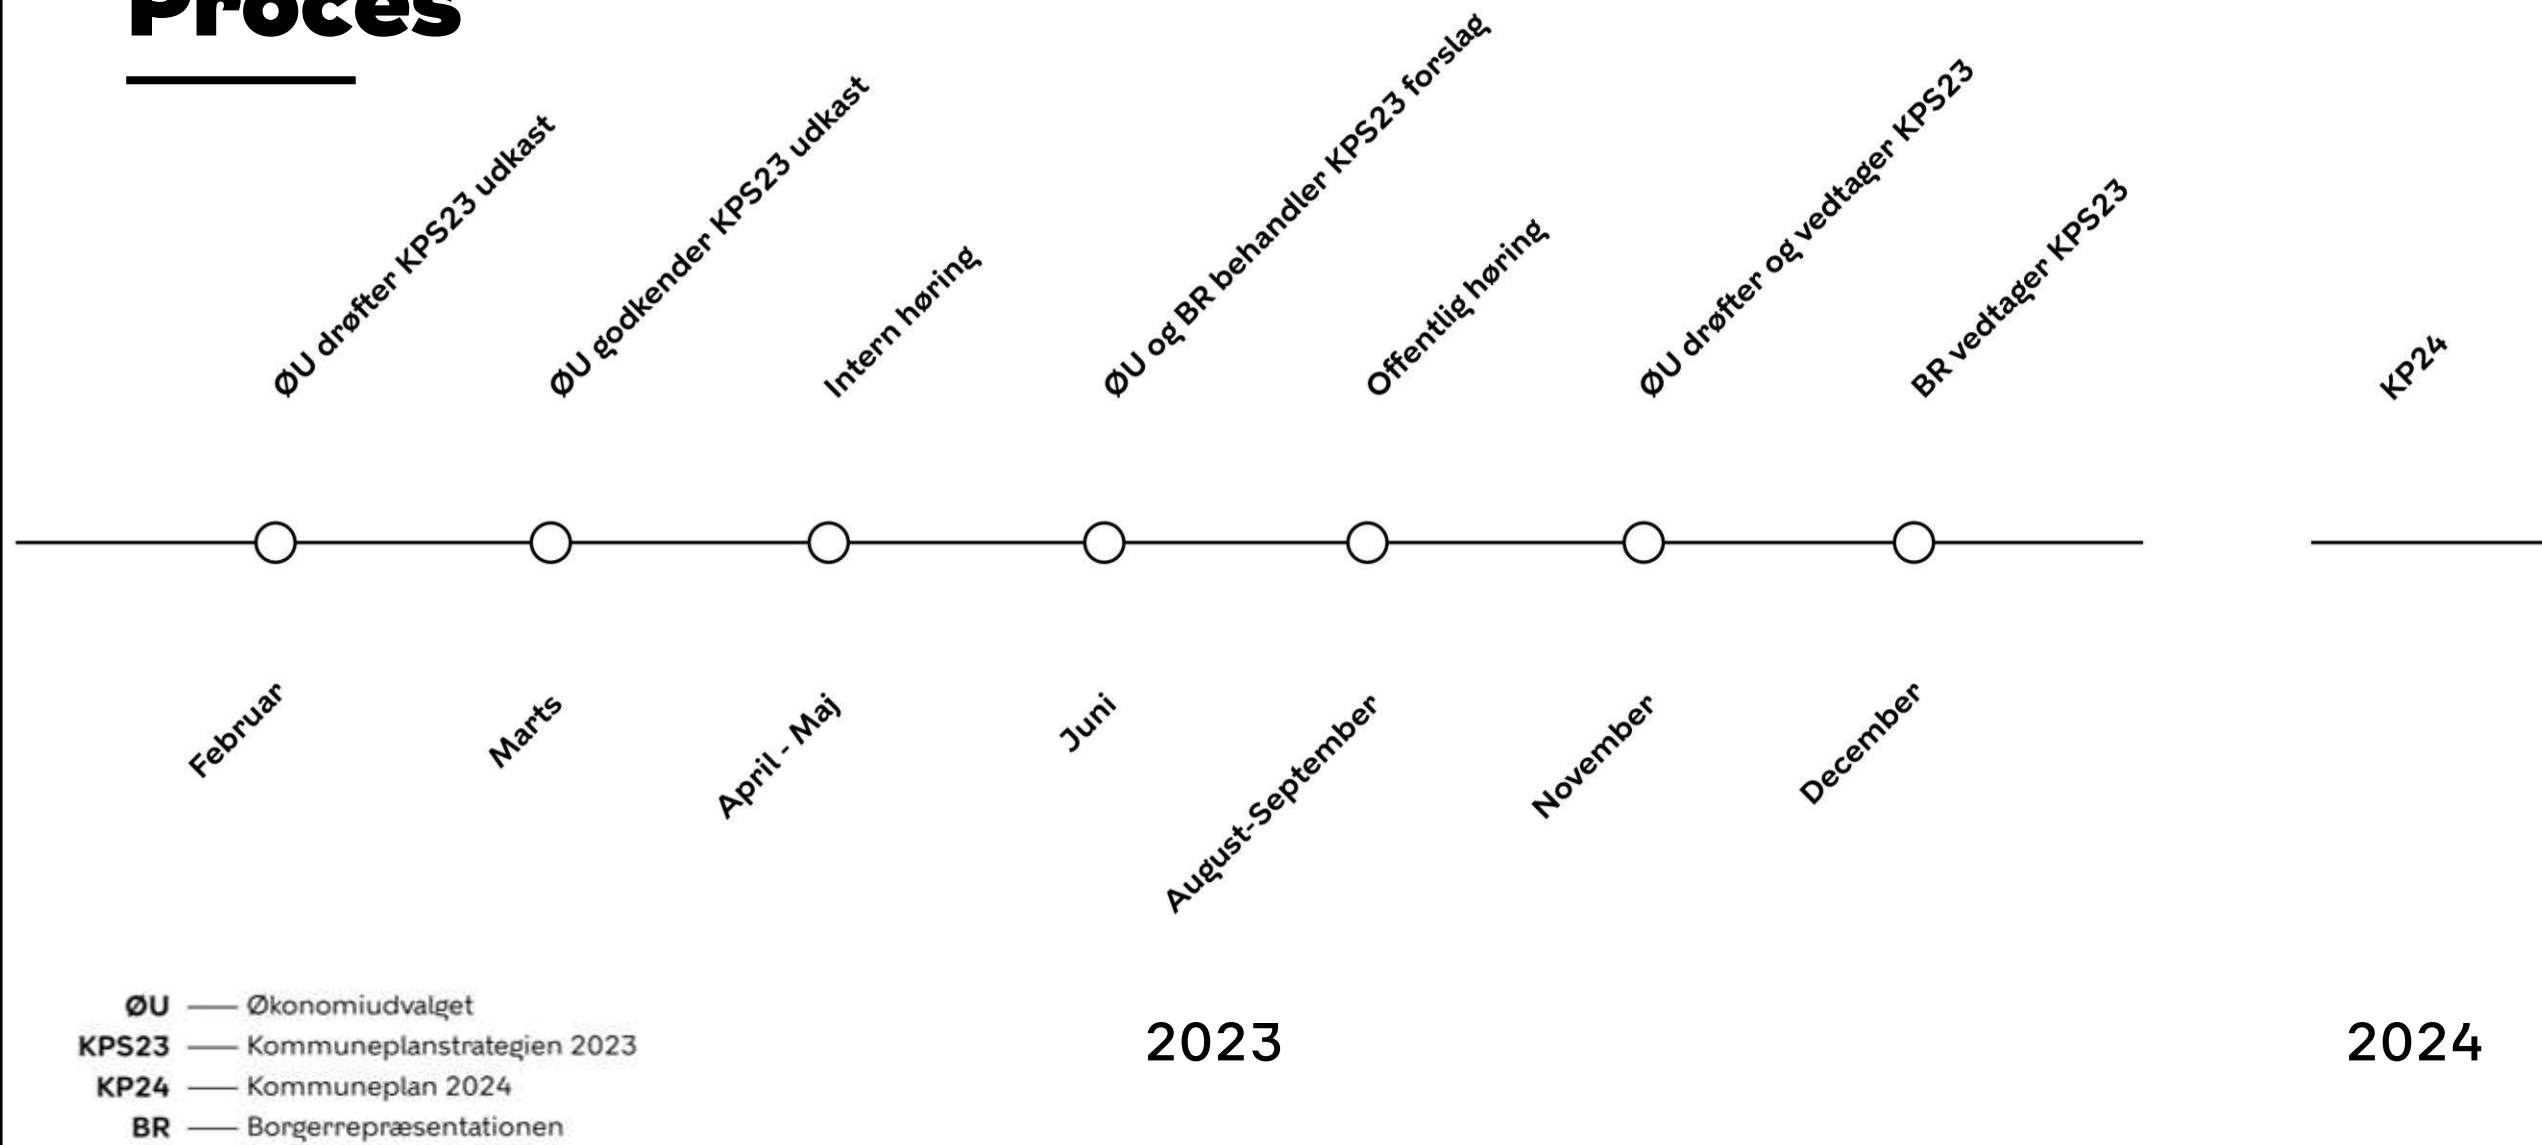 Proces
ØU drøfter KPS23 udkast
ØU godkender KPS23 udkast
Intern høring
ØU og BR behandler KPS23 forslag
Offentlig høring
ØU drøfter og vedtager KPS23
BR vedtager KPS23
KP24
Februar
Marts
April - Maj
Juni
August-September
November
December
ØU — Økonomiudvalget
KPS23 — Kommuneplanstrategien 2023
KP24 — Kommuneplan 2024
BR — Borgerrepræsentationen
2023
2024